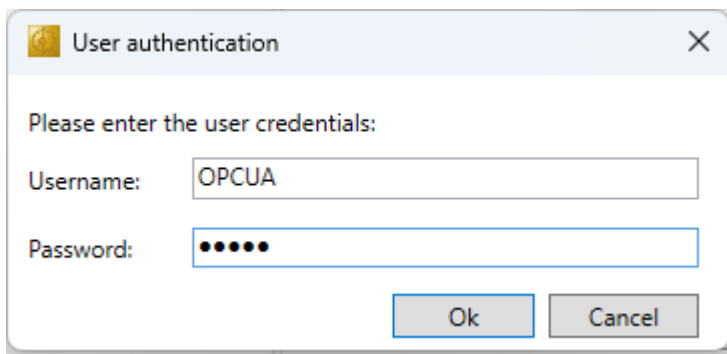 User authentication
Please enter the user credentials:
Username: OPCUA
Password: •••••
Ok Cancel